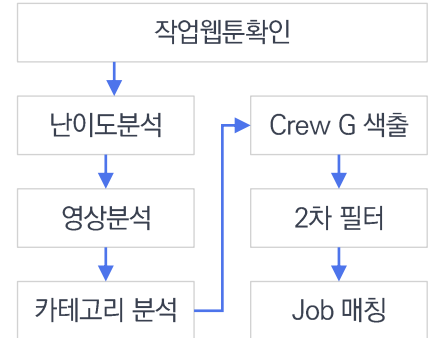 작업웹툰확인
난이도분석
영상분석
카테고리 분석
Crew G 색출
2차 필터
Job 매칭